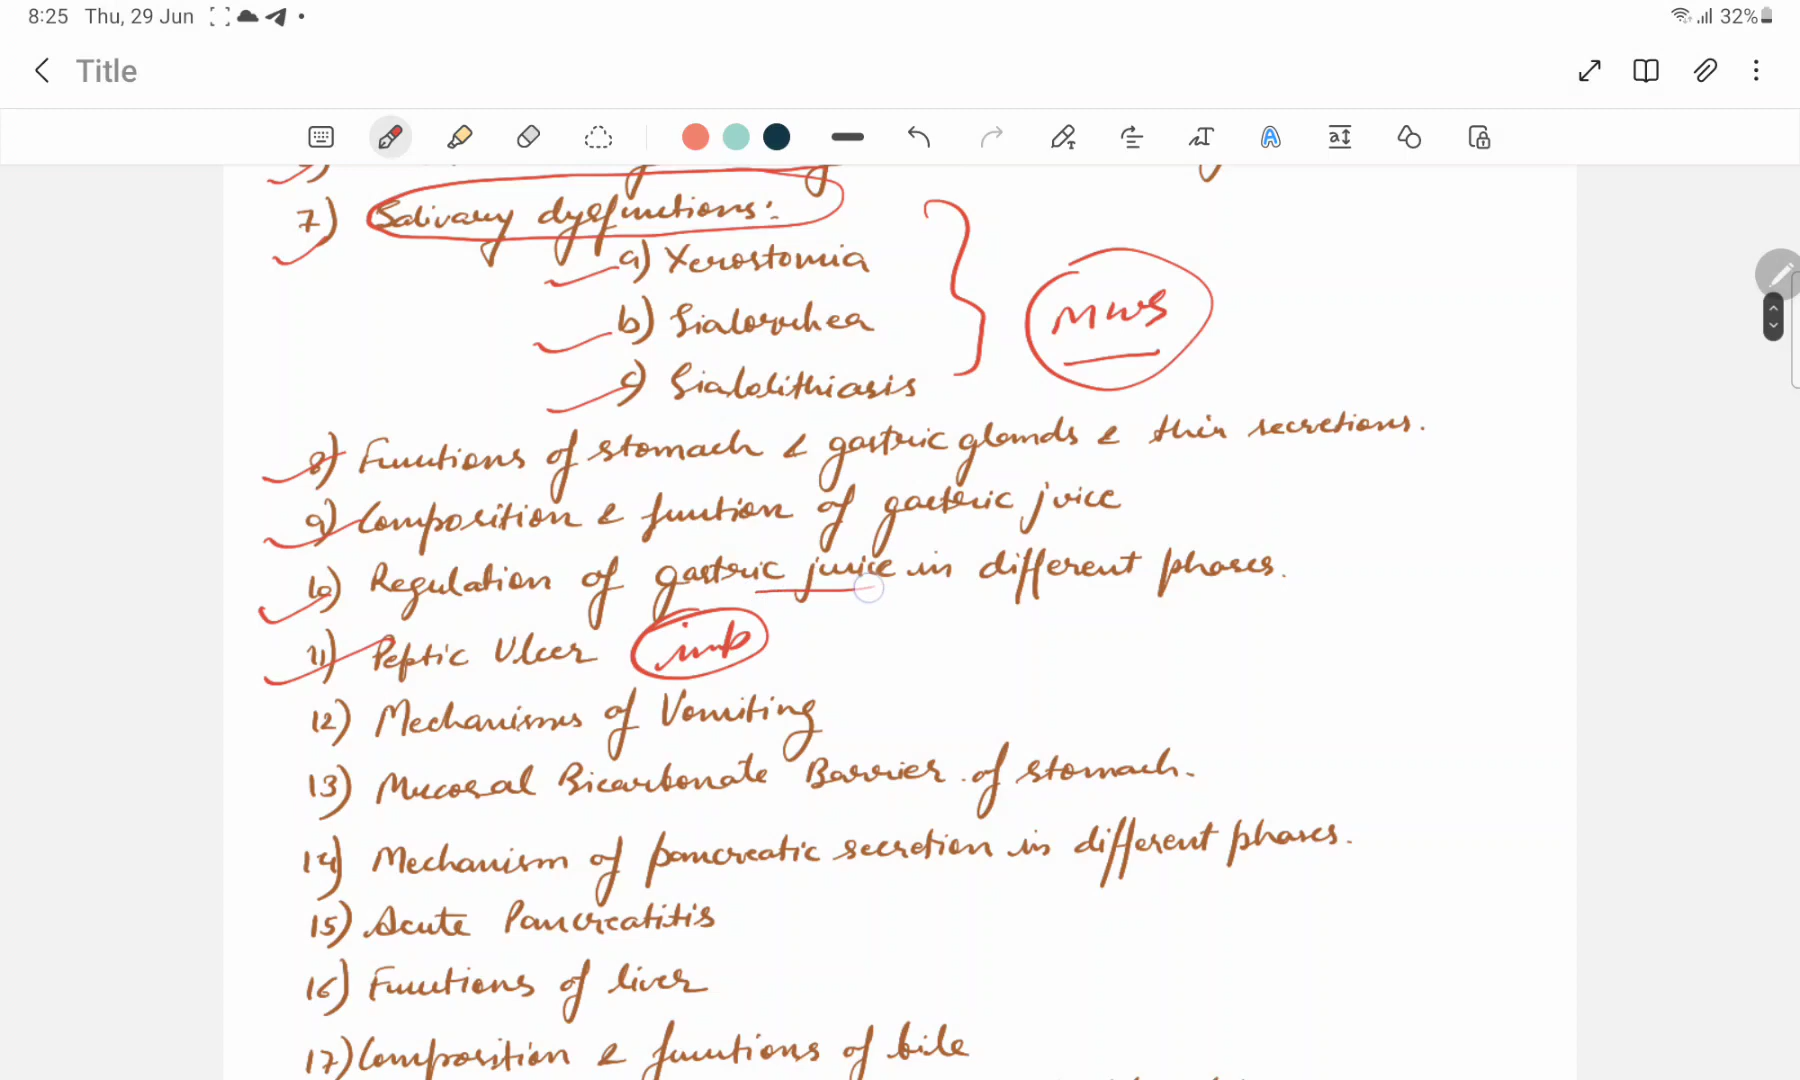 8:25 Thu, 29 Jun
32%
Title
7) Salivary dysfunctions:
a) Xerostomia
b) Sialorrhea
c) Sialolithiasis
MWS
8) Functions of stomach & gastric glands & their secretions.
9) Composition & function of gastric juice
10) Regulation of gastric juice in different phases.
11) Peptic Ulcer imp
12) Mechanisms of Vomiting
13) Mucosal Bicarbonate Barrier of stomach.
14) Mechanism of pancreatic secretion in different phases.
15) Acute Pancreatitis
16) Functions of liver
17) Composition & functions of bile